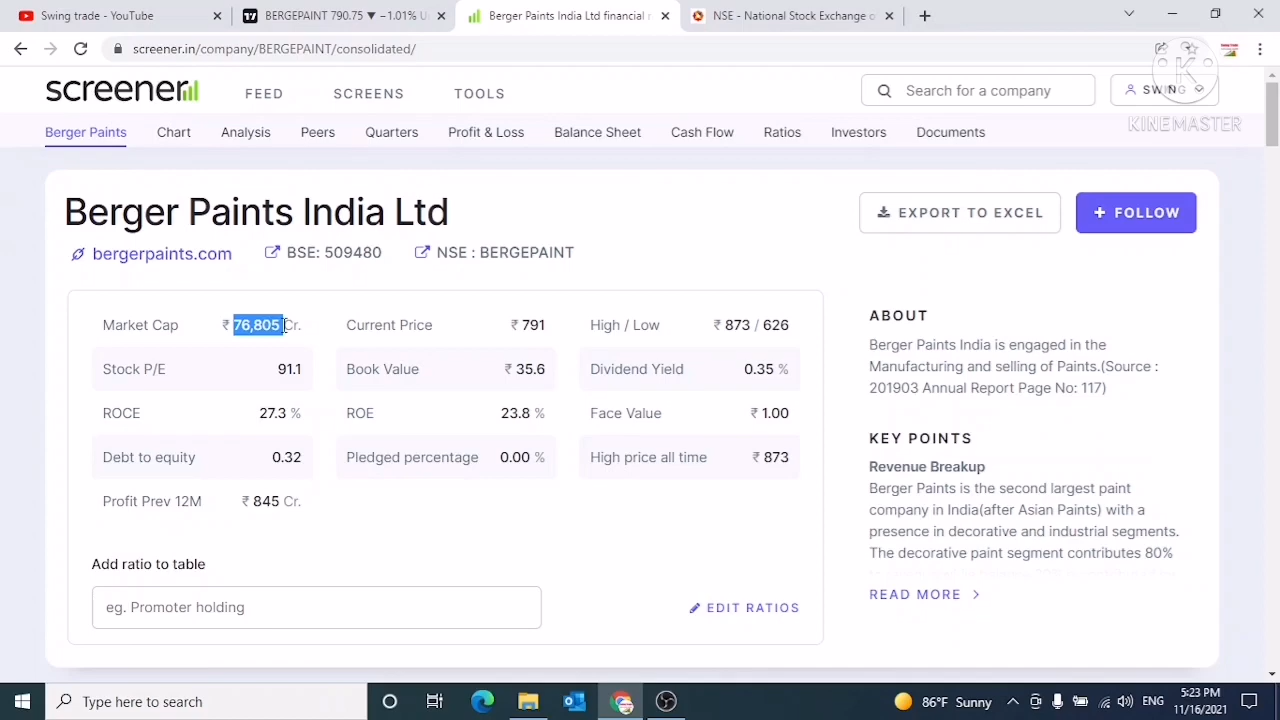 Swing trade - YouTube
BERGEPAINT 790.75 ▼ −1.01% U
Berger Paints India Ltd financial r
NSE - National Stock Exchange o
screener.in/company/BERGEPAINT/consolidated/
screener
FEED
SCREENS
TOOLS
Search for a company
SWING
K
KINEMASTER
Berger Paints
Chart
Analysis
Peers
Quarters
Profit & Loss
Balance Sheet
Cash Flow
Ratios
Investors
Documents
Berger Paints India Ltd
EXPORT TO EXCEL
+ FOLLOW
bergerpaints.com
BSE: 509480
NSE : BERGEPAINT
Market Cap ₹ 76,805 Cr.
Current Price ₹ 791
High / Low ₹ 873 / 626
Stock P/E 91.1
Book Value ₹ 35.6
Dividend Yield 0.35 %
ROCE 27.3 %
ROE 23.8 %
Face Value ₹ 1.00
Debt to equity 0.32
Pledged percentage 0.00 %
High price all time ₹ 873
Profit Prev 12M ₹ 845 Cr.
Add ratio to table
eg. Promoter holding
EDIT RATIOS
ABOUT
Berger Paints India is engaged in the
Manufacturing and selling of Paints.(Source :
201903 Annual Report Page No: 117)
KEY POINTS
Revenue Breakup
Berger Paints is the second largest paint
company in India(after Asian Paints) with a
presence in decorative and industrial segments.
The decorative paint segment contributes 80%
READ MORE
Type here to search
86°F Sunny
ENG
5:23 PM
11/16/2021